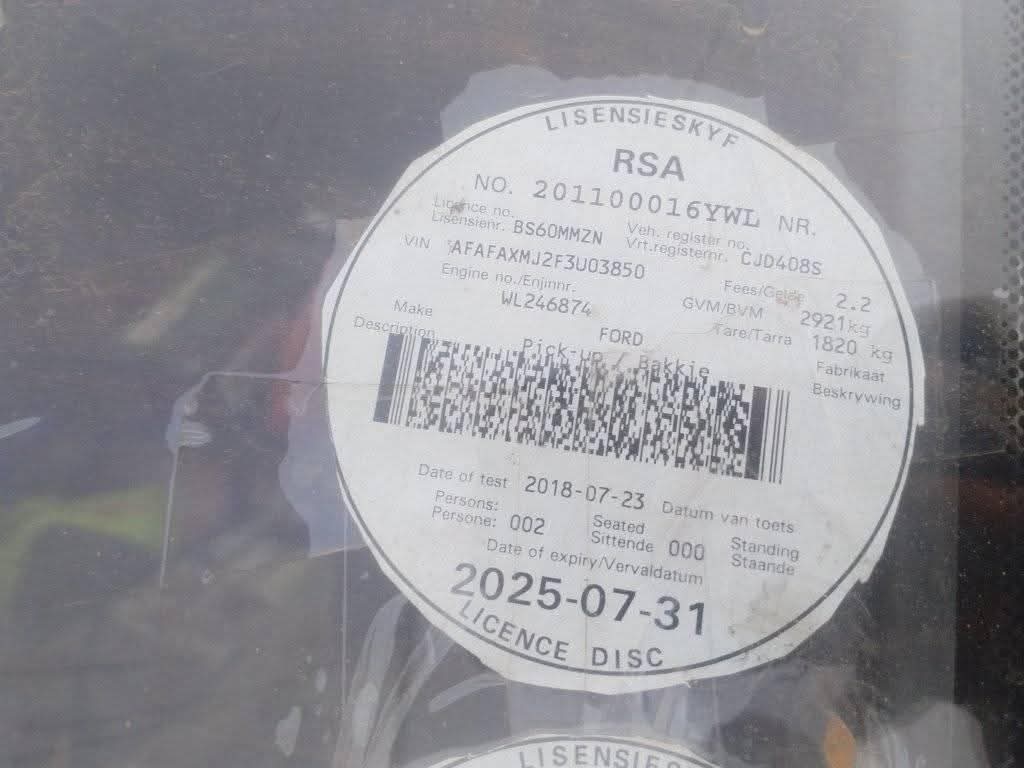 LISENSIESKYF
RSA
NO. 201100016YWL NR.
Licence no. Veh. register no.
Lisensienr. BS60MMZN Vrt.registernr. CJD408S
VIN AFAFAXMJ2F3U03850 Fees/Gelde 2.2
Engine no./Enjinnr. GVM/BVM 2921kg
WL246874 Tare/Tarra 1820 kg
Make FORD Fabrikaat
Description Pick-up / Bakkie Beskrywing
Date of test 2018-07-23 Datum van toets
Persons: Seated Standing
Persone: 002 Sittende 000 Staande
Date of expiry/Vervaldatum
2025-07-31
LICENCE DISC
LISENSIESKYF